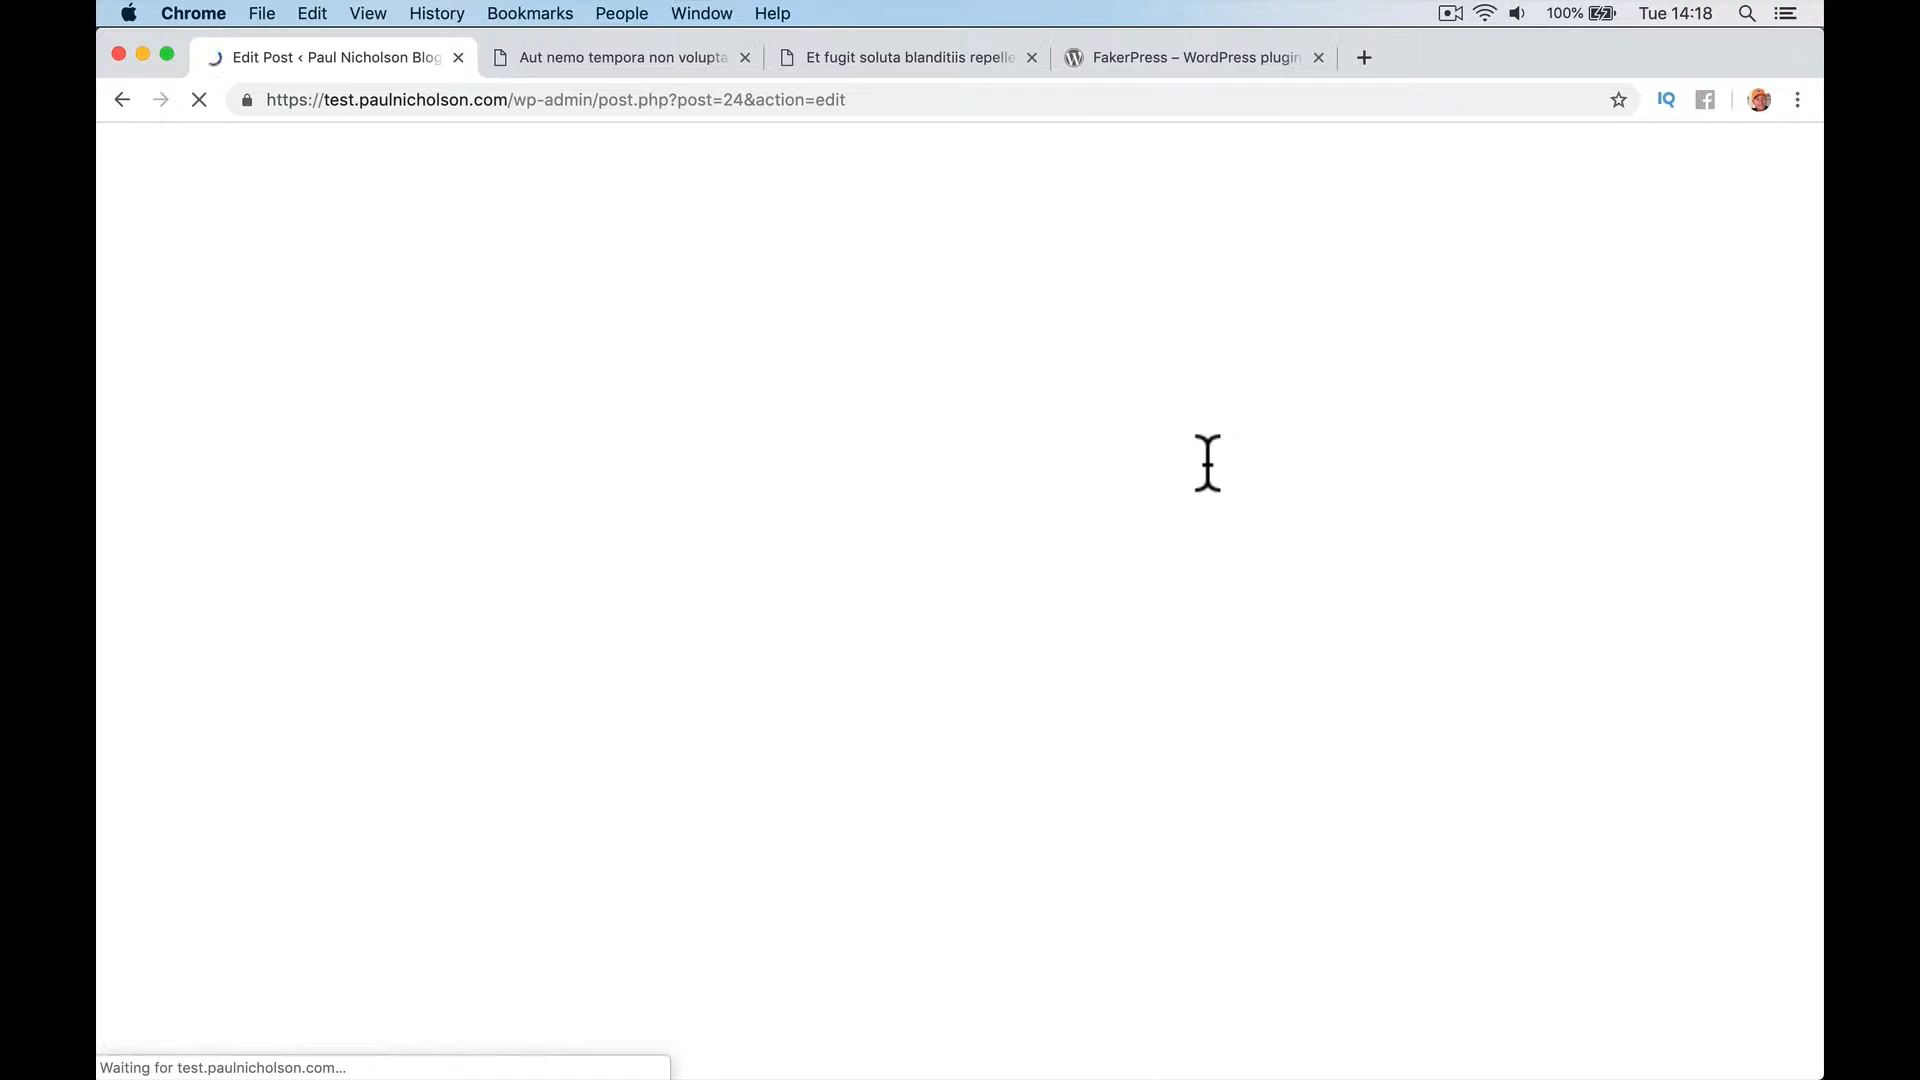 Chrome File Edit View History Bookmarks People Window Help 100% Tue 14:18
Edit Post ‹ Paul Nicholson Blog Aut nemo tempora non volupta Et fugit soluta blanditiis repelle FakerPress – WordPress plugin
https://test.paulnicholson.com/wp-admin/post.php?post=24&action=edit IQ
Waiting for test.paulnicholson.com...